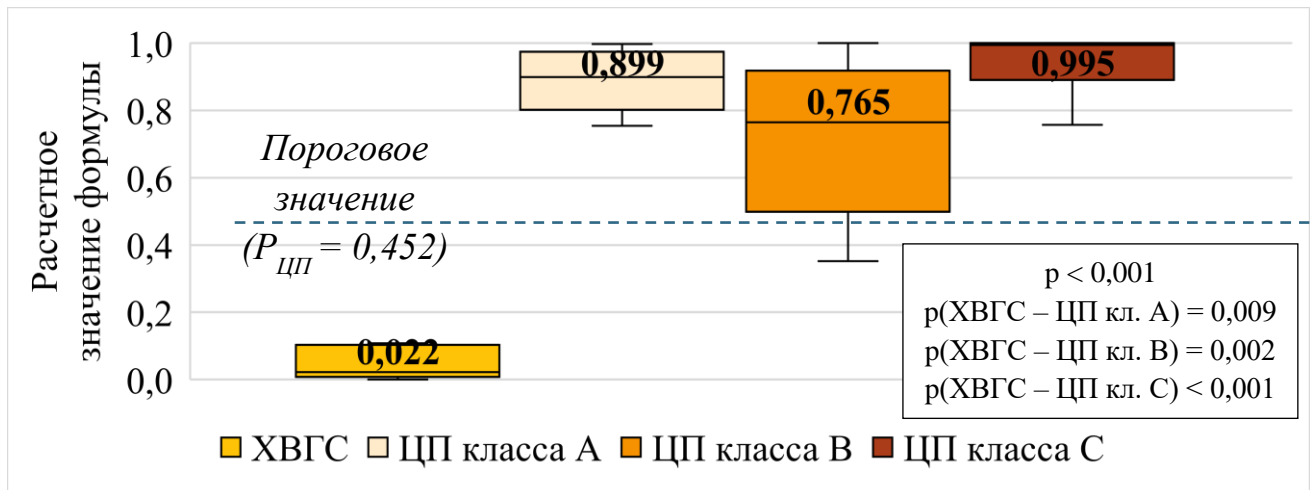 Расчетное
значение формулы
1,0
0,8
0,6
0,4
0,2
0,0
0,022
0,899
0,765
0,995
Пороговое
значение
(PЦП = 0,452)
p < 0,001
p(ХВГС – ЦП кл. А) = 0,009
p(ХВГС – ЦП кл. В) = 0,002
p(ХВГС – ЦП кл. С) < 0,001
ХВГС ЦП класса А ЦП класса В ЦП класса С